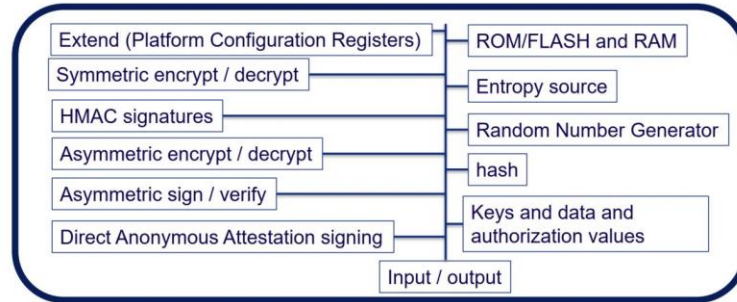 Extend (Platform Configuration Registers)
Symmetric encrypt / decrypt
HMAC signatures
Asymmetric encrypt / decrypt
Asymmetric sign / verify
Direct Anonymous Attestation signing
ROM/FLASH and RAM
Entropy source
Random Number Generator
hash
Keys and data and
authorization values
Input / output